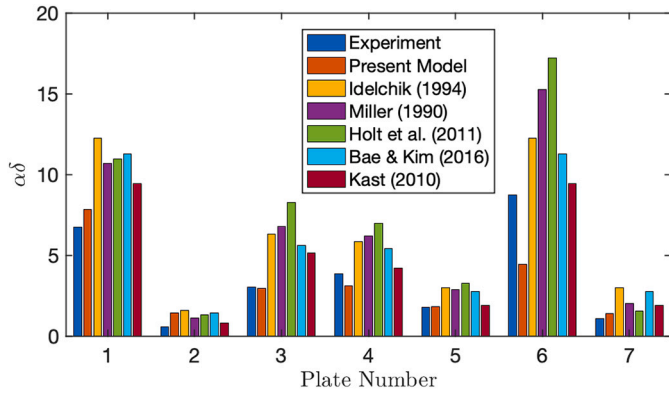 20
15
10
5
0
αδ
Experiment
Present Model
Idelchik (1994)
Miller (1990)
Holt et al. (2011)
Bae & Kim (2016)
Kast (2010)
1 2 3 4 5 6 7
Plate Number